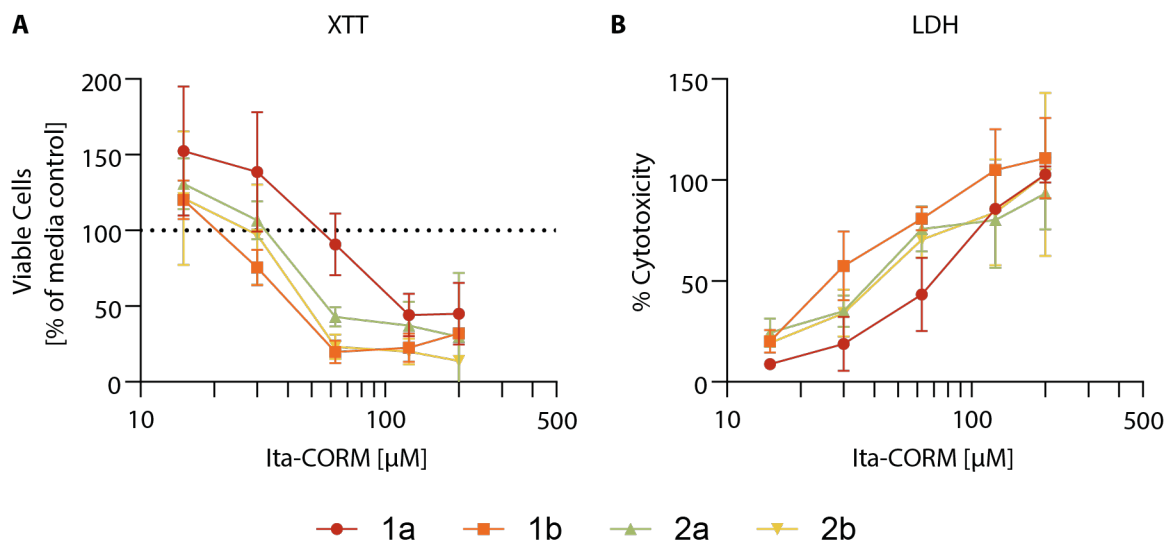 A
XTT
200
150
100
50
0
Viable Cells
[% of media control]
10
100
500
Ita-CORM [µM]
B
LDH
150
100
50
0
% Cytotoxicity
10
100
500
Ita-CORM [µM]
1a
1b
2a
2b